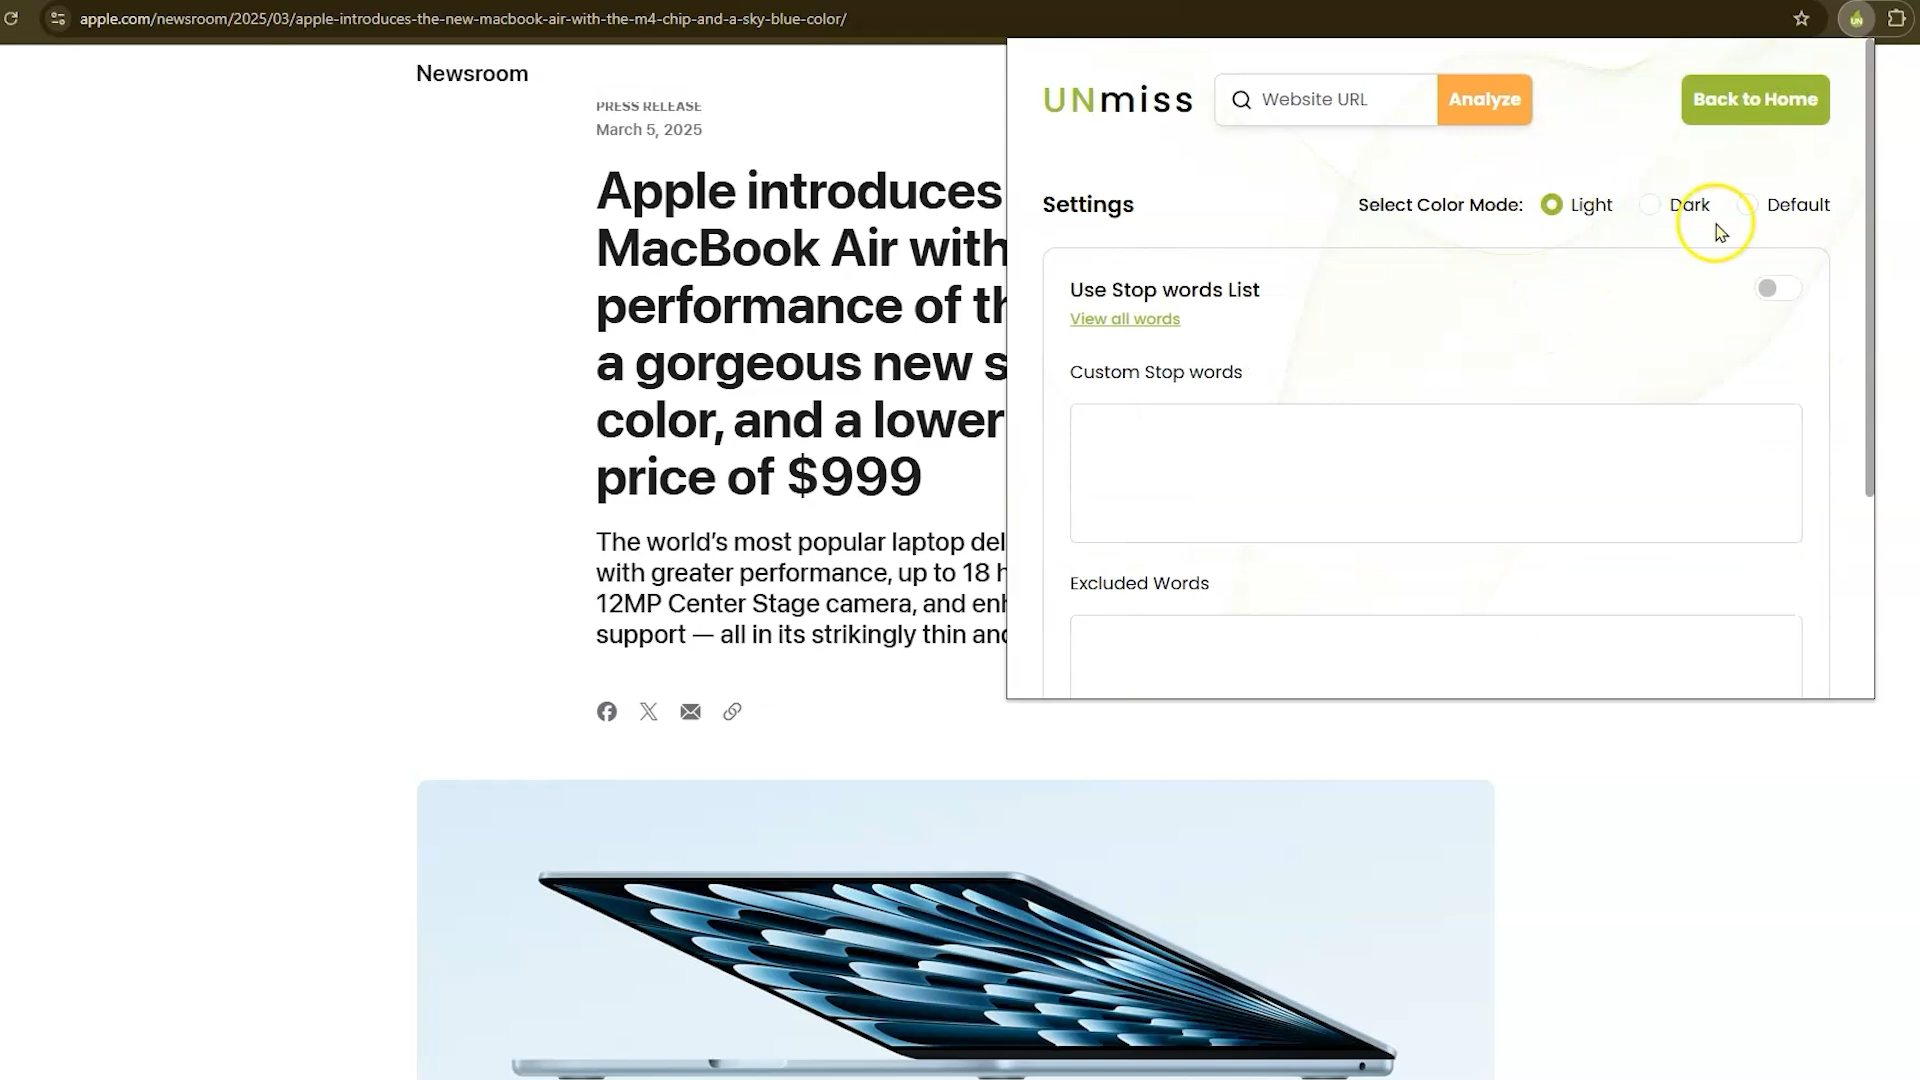 apple.com/newsroom/2025/03/apple-introduces-the-new-macbook-air-with-the-m4-chip-and-a-sky-blue-color/
UN
Newsroom
PRESS RELEASE
March 5, 2025
Apple introduces
MacBook Air with
performance of th
a gorgeous new s
color, and a lower
price of $999
The world’s most popular laptop del
with greater performance, up to 18 h
12MP Center Stage camera, and enh
support — all in its strikingly thin and
UNmiss
Website URL
Analyze
Back to Home
Settings
Select Color Mode: Light Dark Default
Use Stop words List
View all words
Custom Stop words
Excluded Words